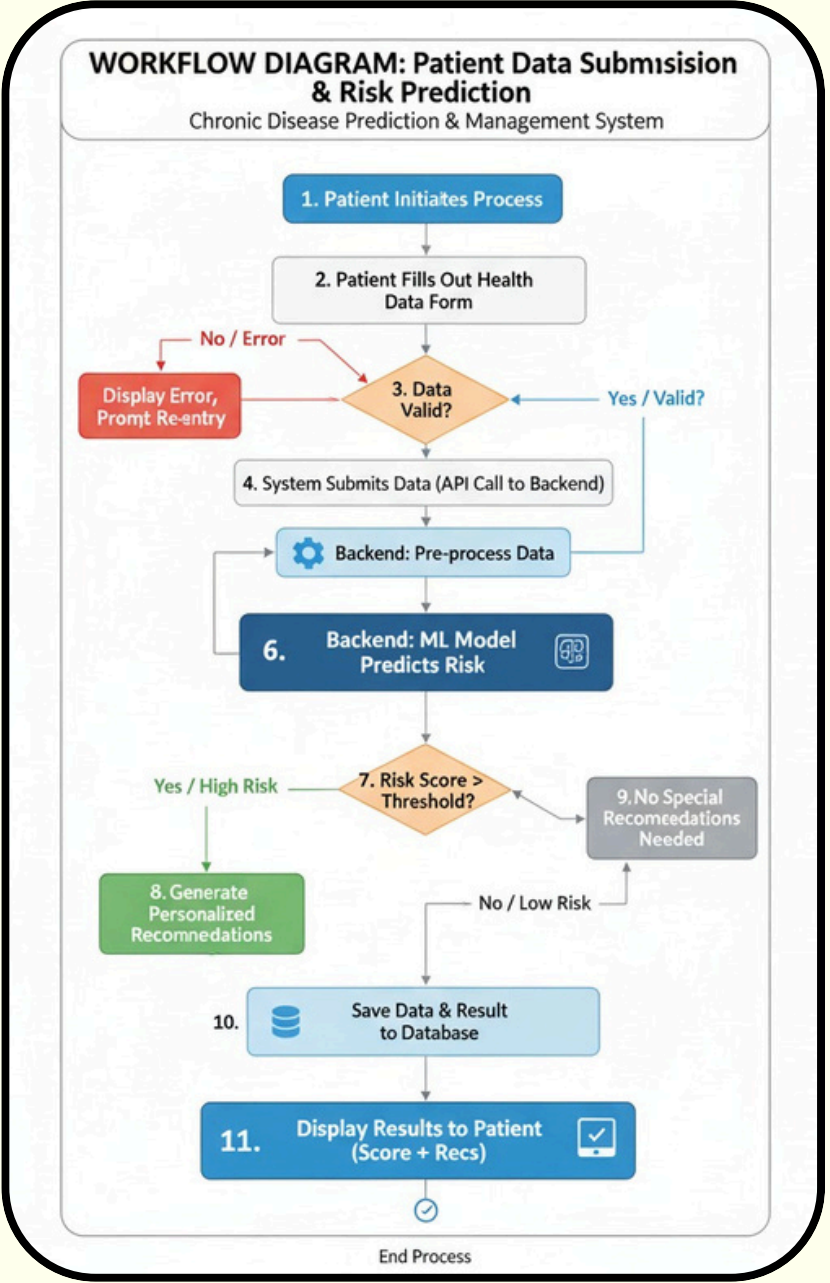 WORKFLOW DIAGRAM: Patient Data Submısision
& Risk Prediction
Chronic Disease Prediction & Management System
1. Patient Initiates Process
2. Patient Fills Out Health
Data Form
No / Error
Display Error,
Promţt Re-entry
3. Data
Valid?
Yes / Valid?
4. System Submits Data (API Call to Backend)
Backend: Pre-process Data
6.
Backend: ML Model
Predicts Risk
Yes / High Risk
7. Risk Score >
Threshold?
9. No Special
Recomeedations
Needed
8. Generate
Personalized
Recomnedations
No / Low Risk
10.
Save Data & Result
to Database
11.
Display Results to Patient
(Score + Recs)
End Process